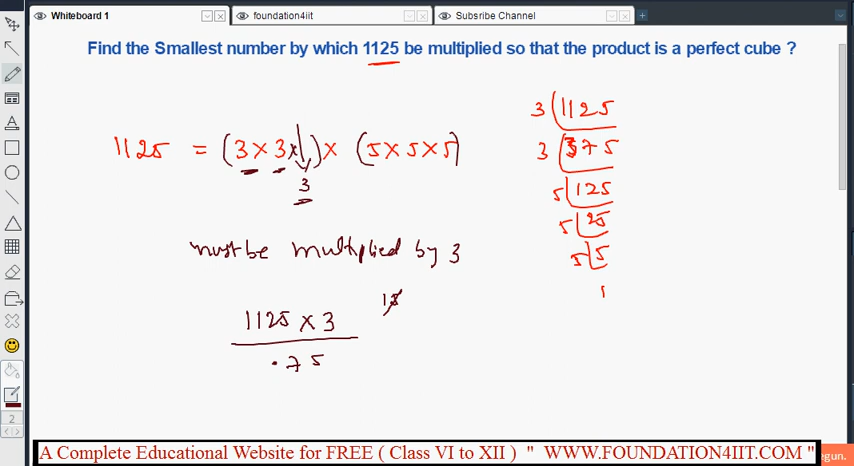 Whiteboard 1
foundation4iit
Subsribe Channel
Find the Smallest number by which 1125 be multiplied so that the product is a perfect cube ?
1125 = (3 × 3 × ) × (5 × 5 × 5)
3
must be multiplied by 3
1125 × 3
75
3 1125
3 375
5 125
5 25
5 5
1
2
A Complete Educational Website for FREE ( Class VI to XII ) " WWW.FOUNDATION4IIT.COM "
egun.